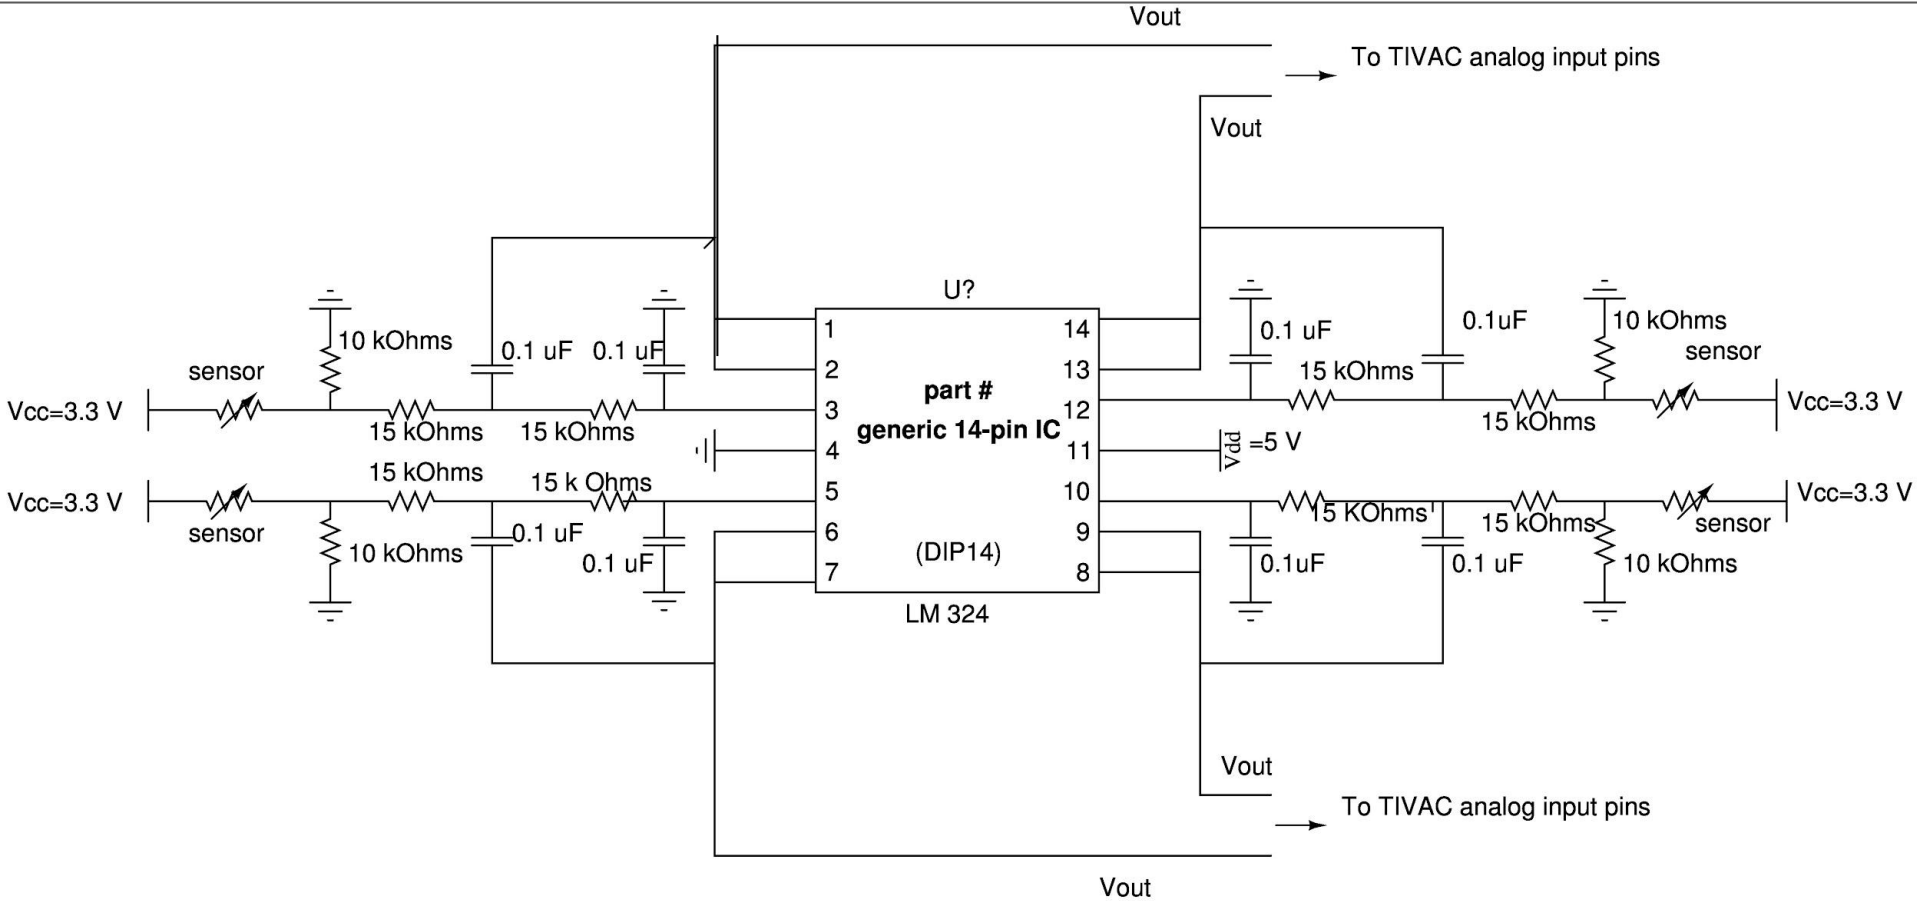 Vout
To TIVAC analog input pins
Vout
U?
10 kOhms
0.1 uF
0.1 uF
sensor
Vcc=3.3 V
15 kOhms
15 kOhms
15 kOhms
15 k Ohms
Vcc=3.3 V
sensor
10 kOhms
0.1 uF
0.1 uF
1
2
3
4
5
6
7
part #
generic 14-pin IC
(DIP14)
LM 324
14
13
12
11
10
9
8
0.1 uF
0.1uF
10 kOhms
sensor
15 kOhms
15 kOhms
Vcc=3.3 V
Vdd =5 V
15 KOhms
15 kOhms
Vcc=3.3 V
sensor
0.1uF
0.1 uF
10 kOhms
Vout
To TIVAC analog input pins
Vout